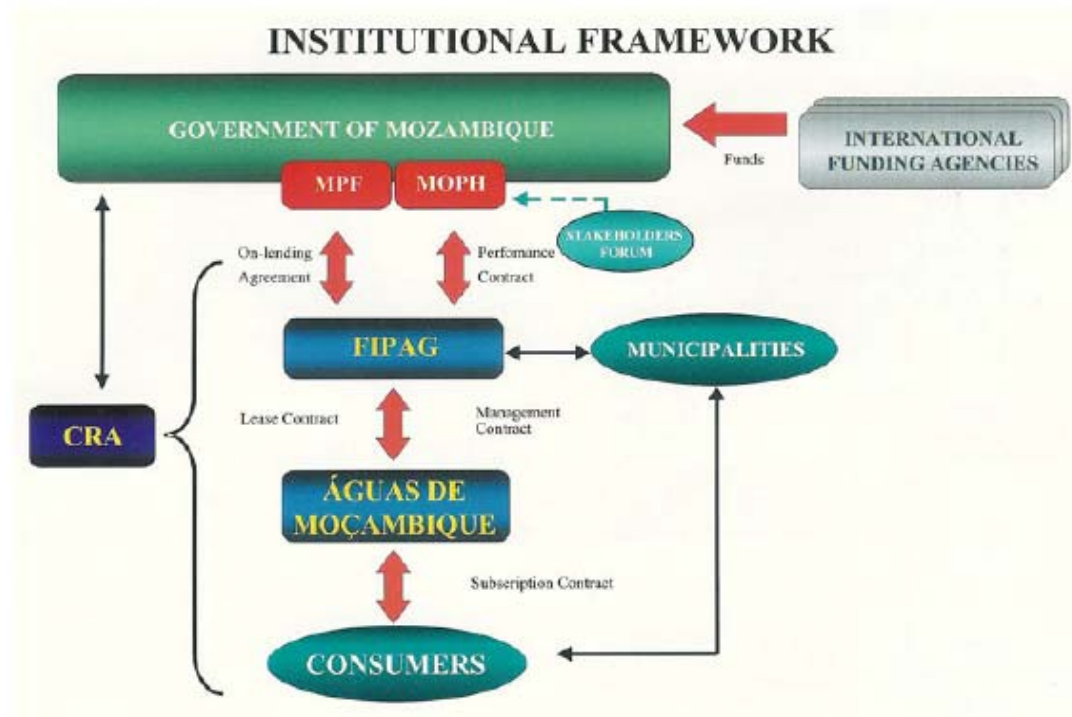 INSTITUTIONAL FRAMEWORK
GOVERNMENT OF MOZAMBIQUE
INTERNATIONAL
FUNDING AGENCIES
Funds
MPF
MOPH
STAKEHOLDERS
FORUM
On-lending
Agreement
Perfomance
Contract
FIPAG
MUNICIPALITIES
CRA
Lease Contract
Management
Contract
ÁGUAS DE
MOÇAMBIQUE
Subscription Contract
CONSUMERS